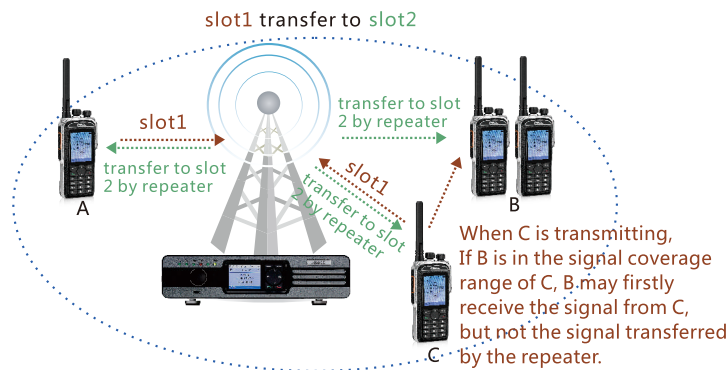 slot1 transfer to slot2
slot1
transfer to slot
2 by repeater
A
transfer to slot
2 by repeater
B
slot1
transfer to slot
2 by repeater
C
When C is transmitting,
If B is in the signal coverage
range of C, B may firstly
receive the signal from C,
but not the signal transferred
by the repeater.